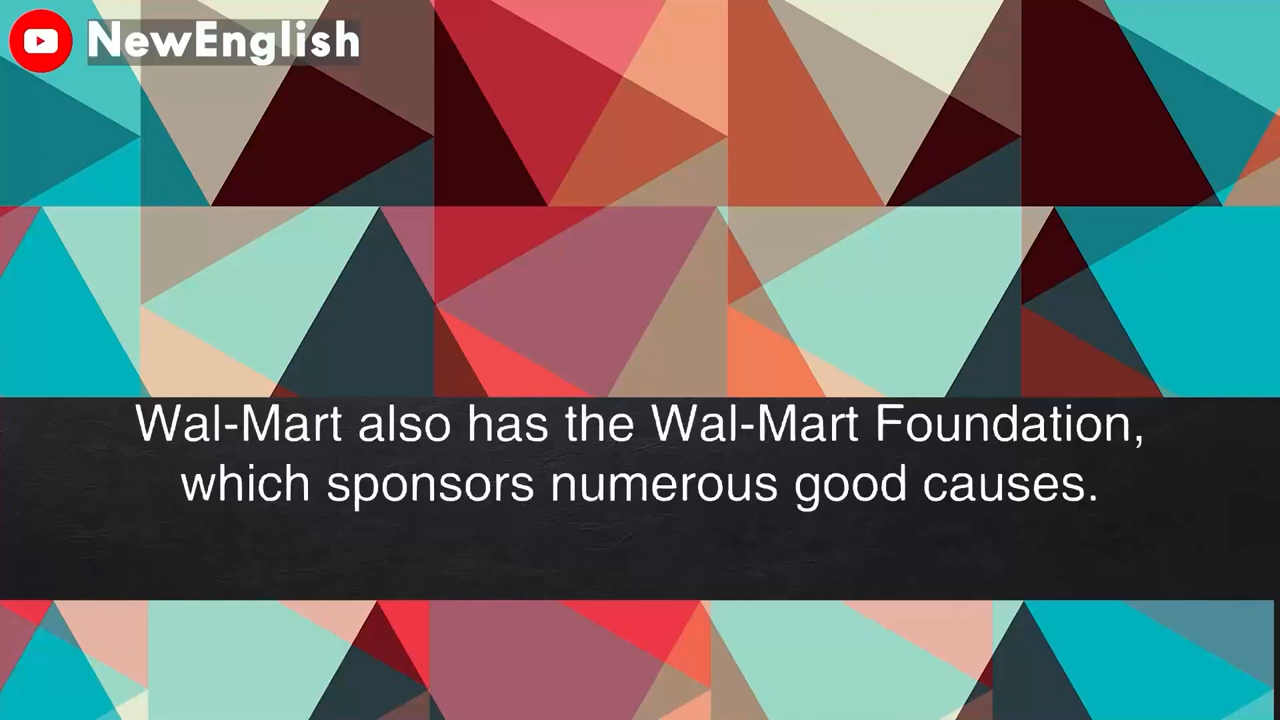 NewEnglish
Wal-Mart also has the Wal-Mart Foundation,
which sponsors numerous good causes.